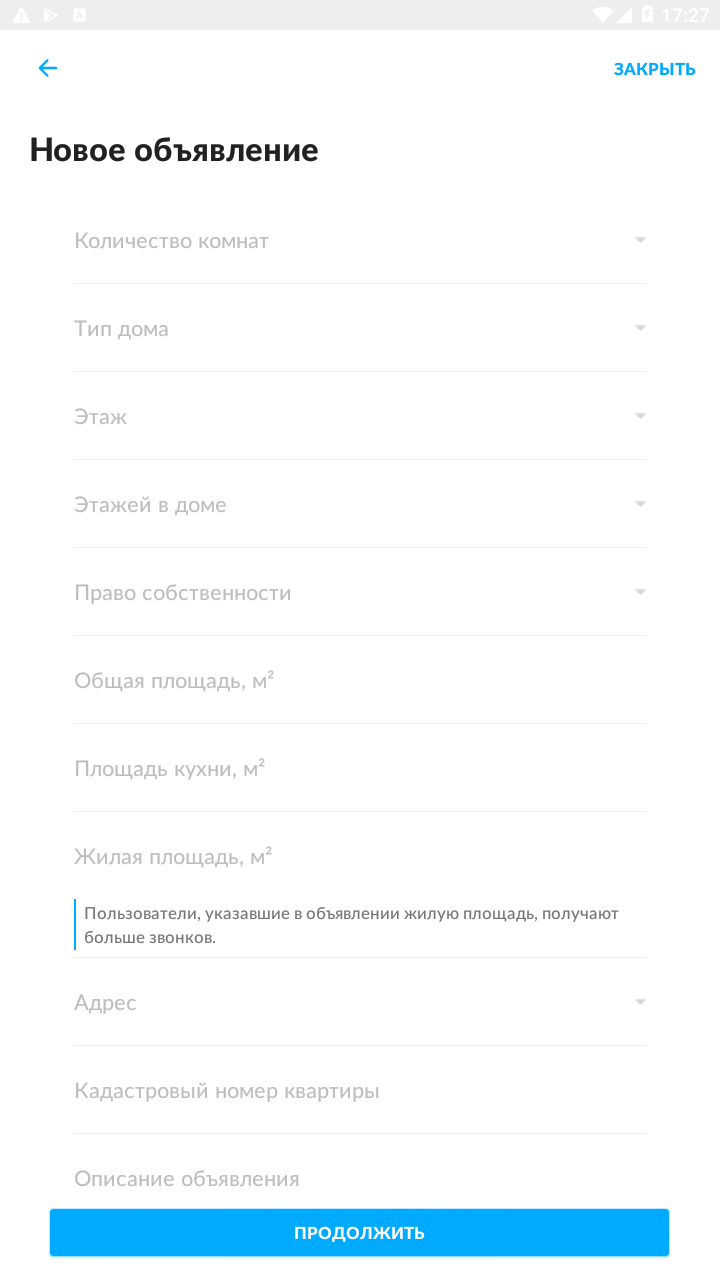 17:27
ЗАКРЫТЬ
Новое объявление
Количество комнат
Тип дома
Этаж
Этажей в доме
Право собственности
Общая площадь, м²
Площадь кухни, м²
Жилая площадь, м²
Пользователи, указавшие в объявлении жилую площадь, получают
больше звонков.
Адрес
Кадастровый номер квартиры
Описание объявления
ПРОДОЛЖИТЬ